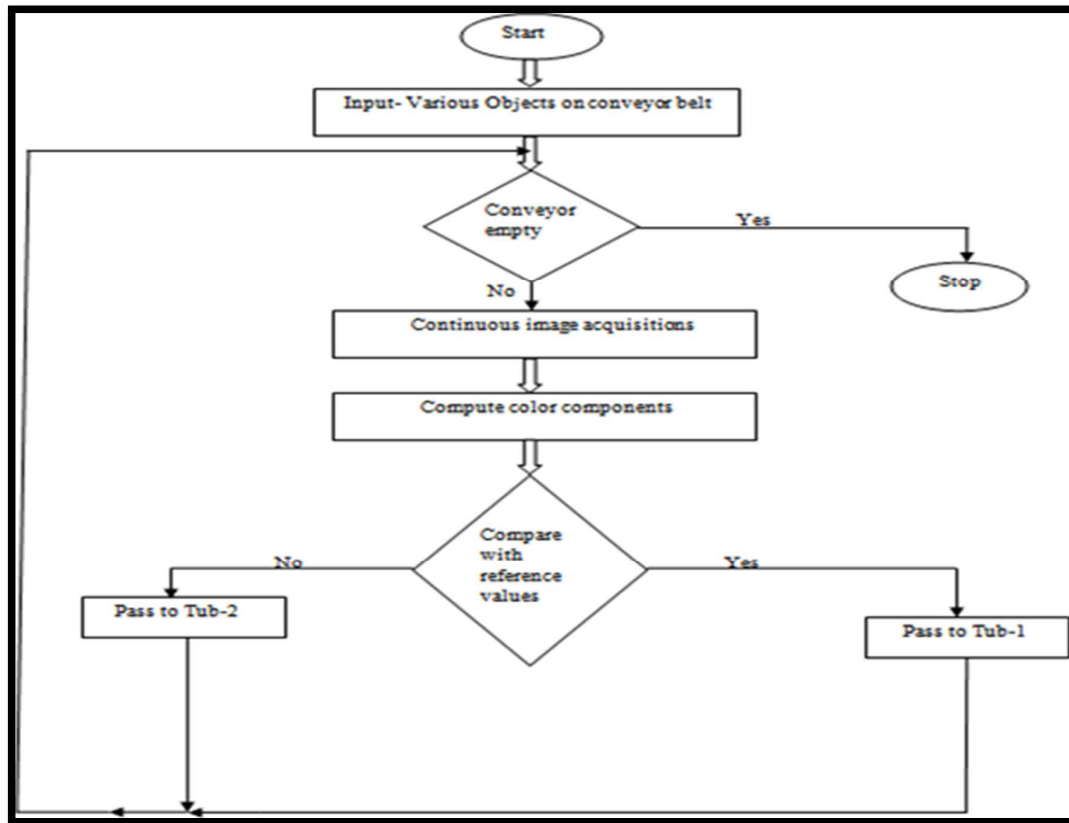 Start
Input- Various Objects on conveyor belt
Conveyor
empty
Yes
Stop
No
Continuous image acquisitions
Compute color components
Compare
with
reference
values
No
Yes
Pass to Tub-2
Pass to Tub-1